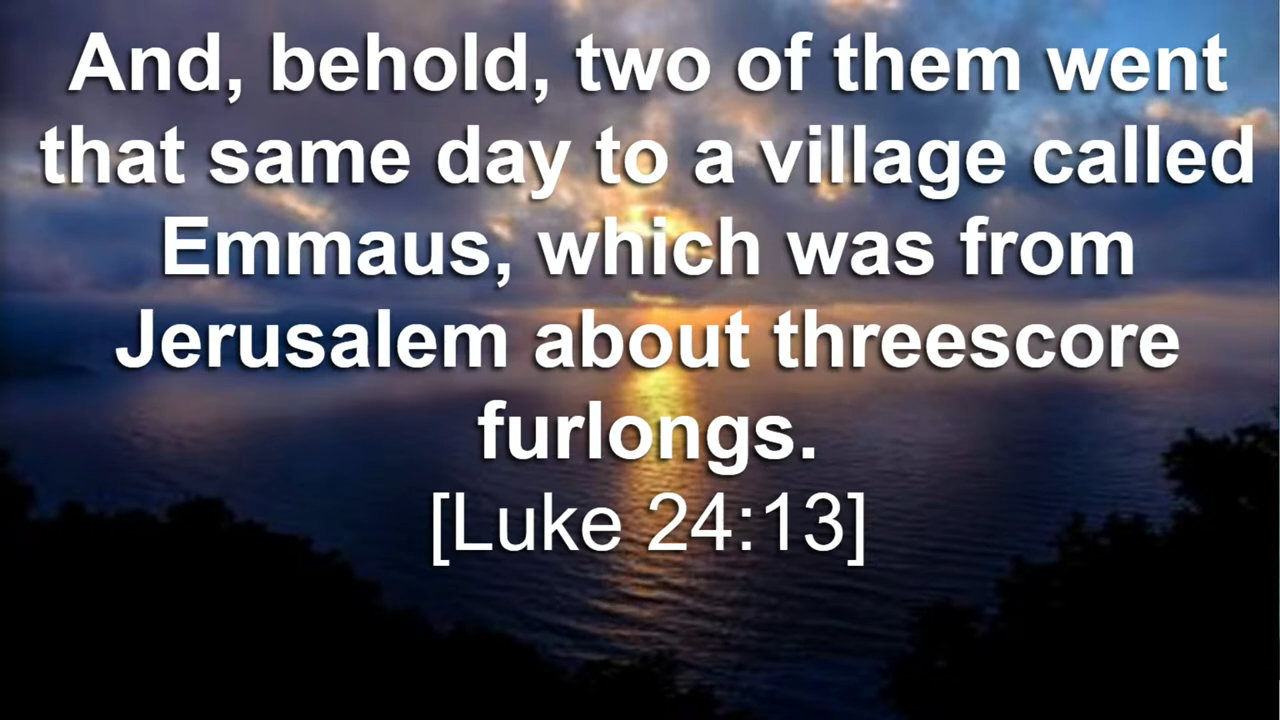 And, behold, two of them went
that same day to a village called
Emmaus, which was from
Jerusalem about threescore
furlongs.
[Luke 24:13]